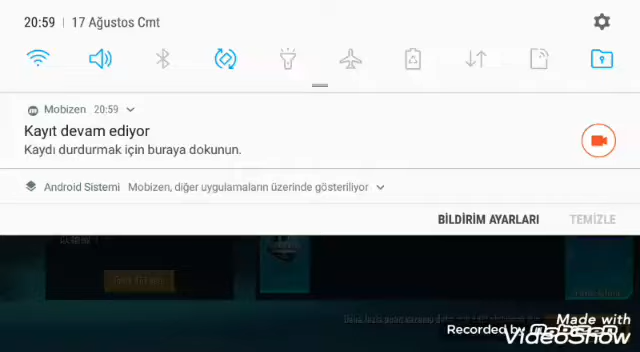 20:59 | 17 Ağustos Cmt
Mobizen 20:59
Kayıt devam ediyor
Kaydı durdurmak için buraya dokunun.
Android Sistemi Mobizen, diğer uygulamaların üzerinde gösteriliyor
BİLDİRİM AYARLARI TEMİZLE
Made with
Recorded by
VideoShow